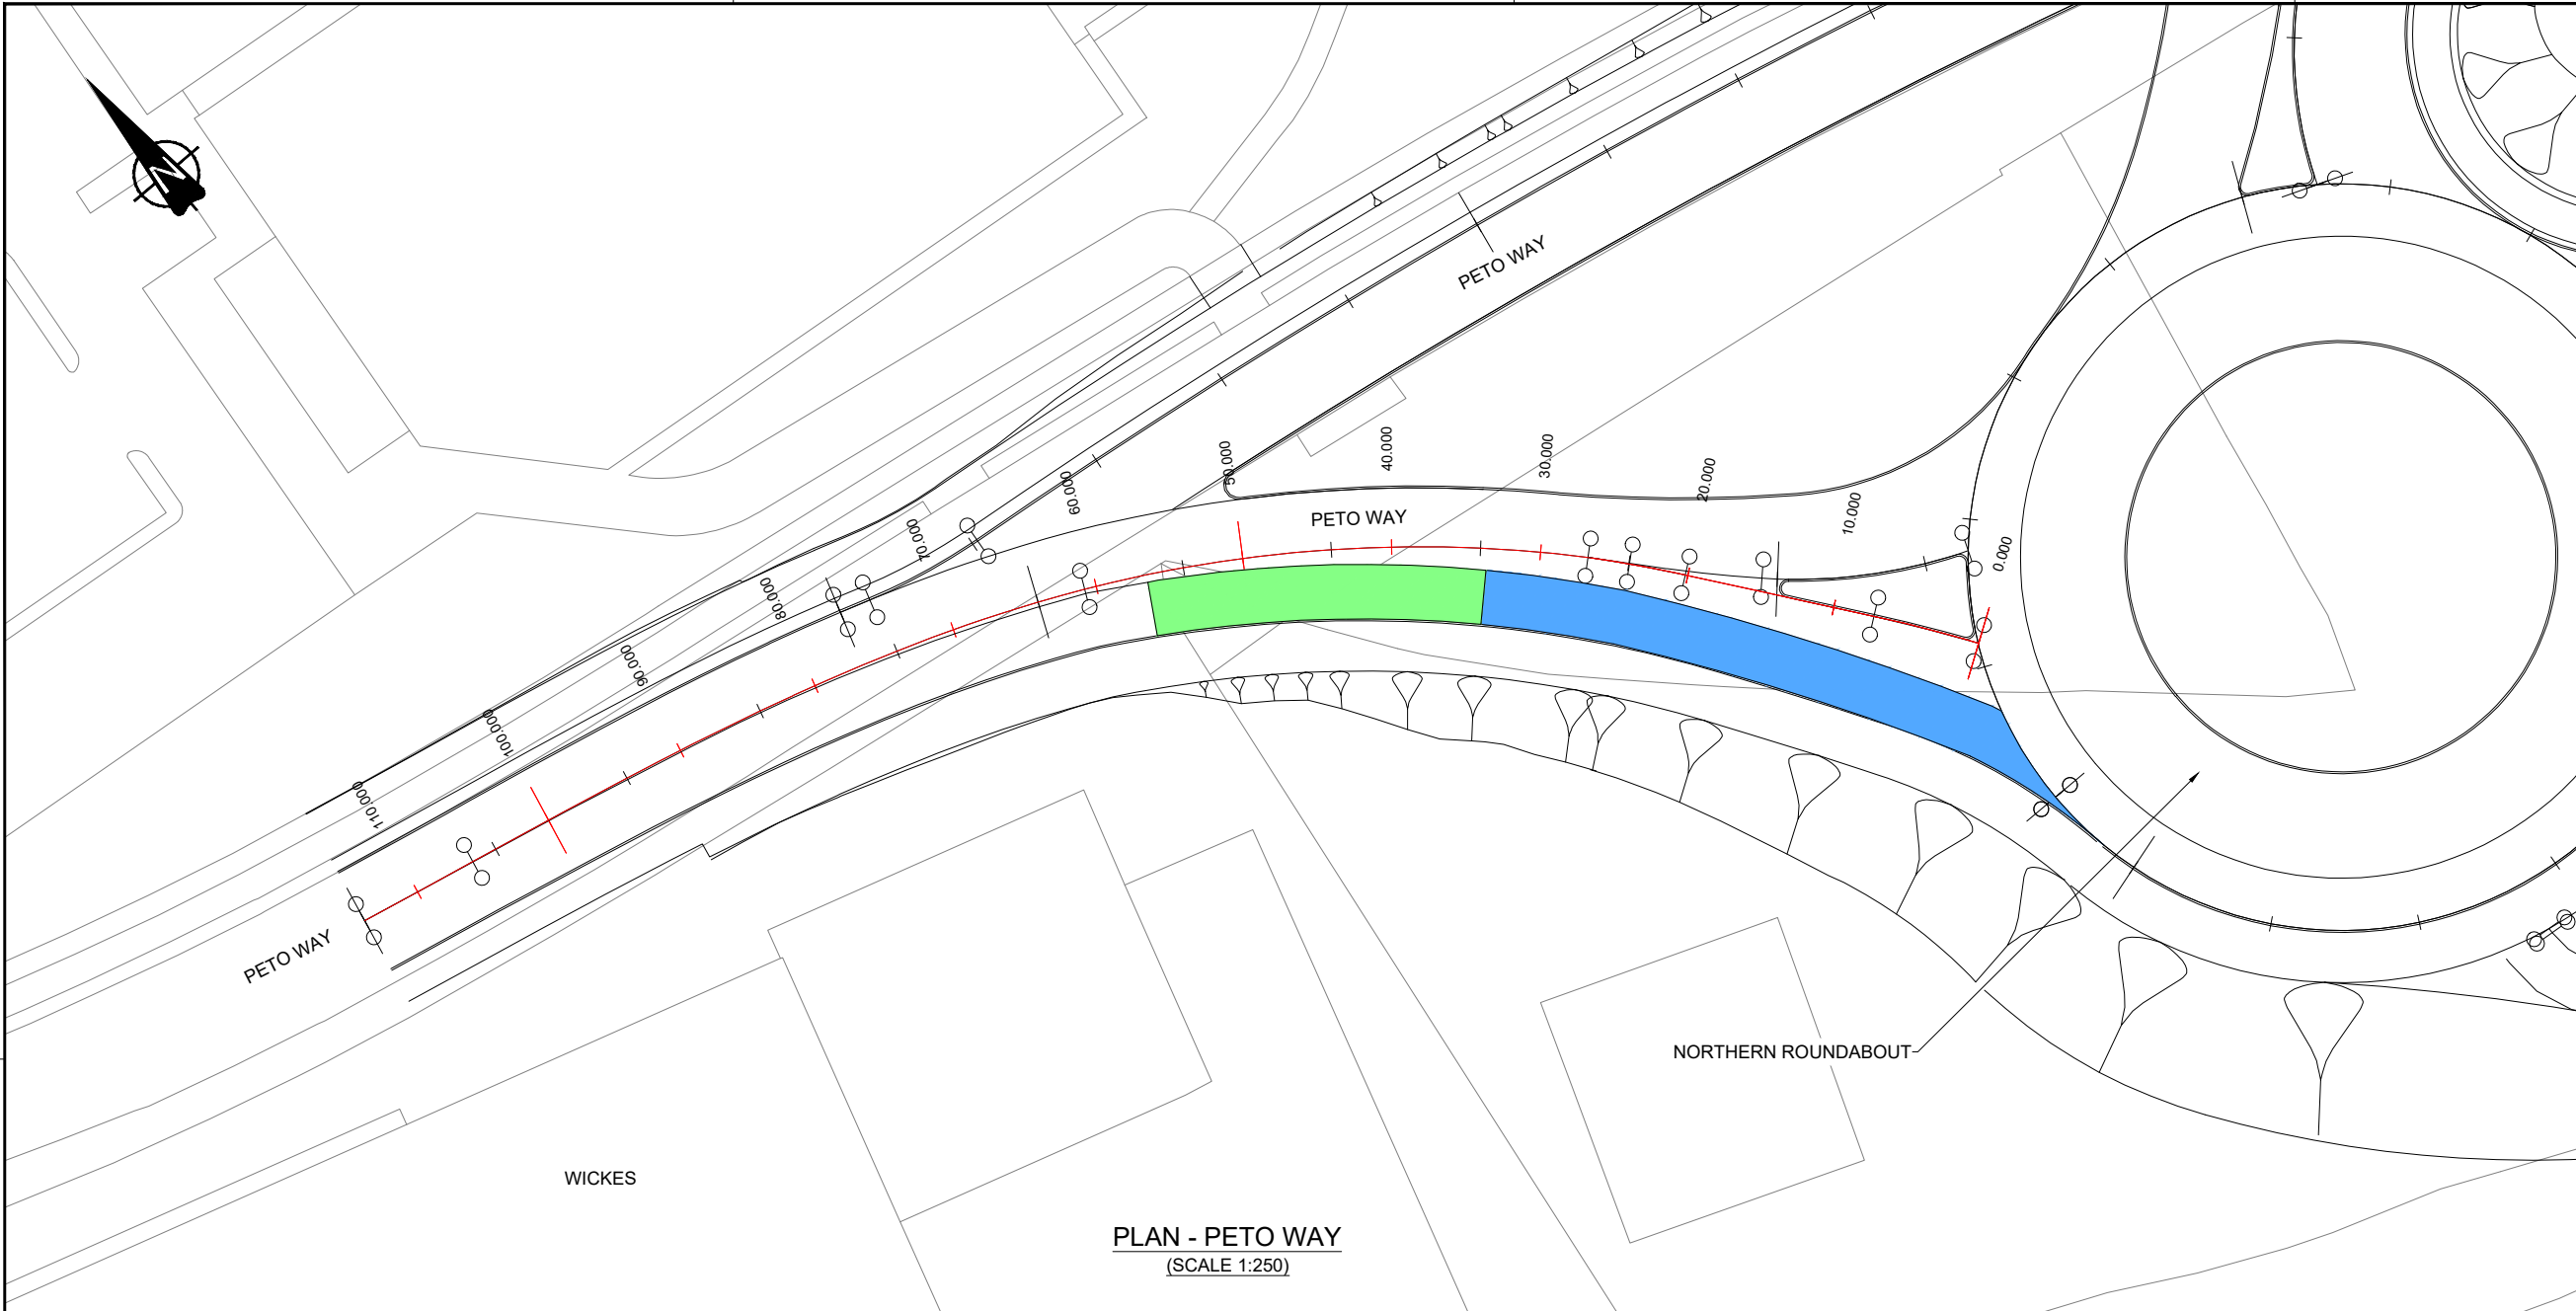 N
PETO WAY
50.000
40.000
30.000
20.000
10.000
0.000
60.000
70.000
80.000
90.000
100.000
110.000
PETO WAY
PETO WAY
NORTHERN ROUNDABOUT
WICKES
PLAN - PETO WAY
(SCALE 1:250)